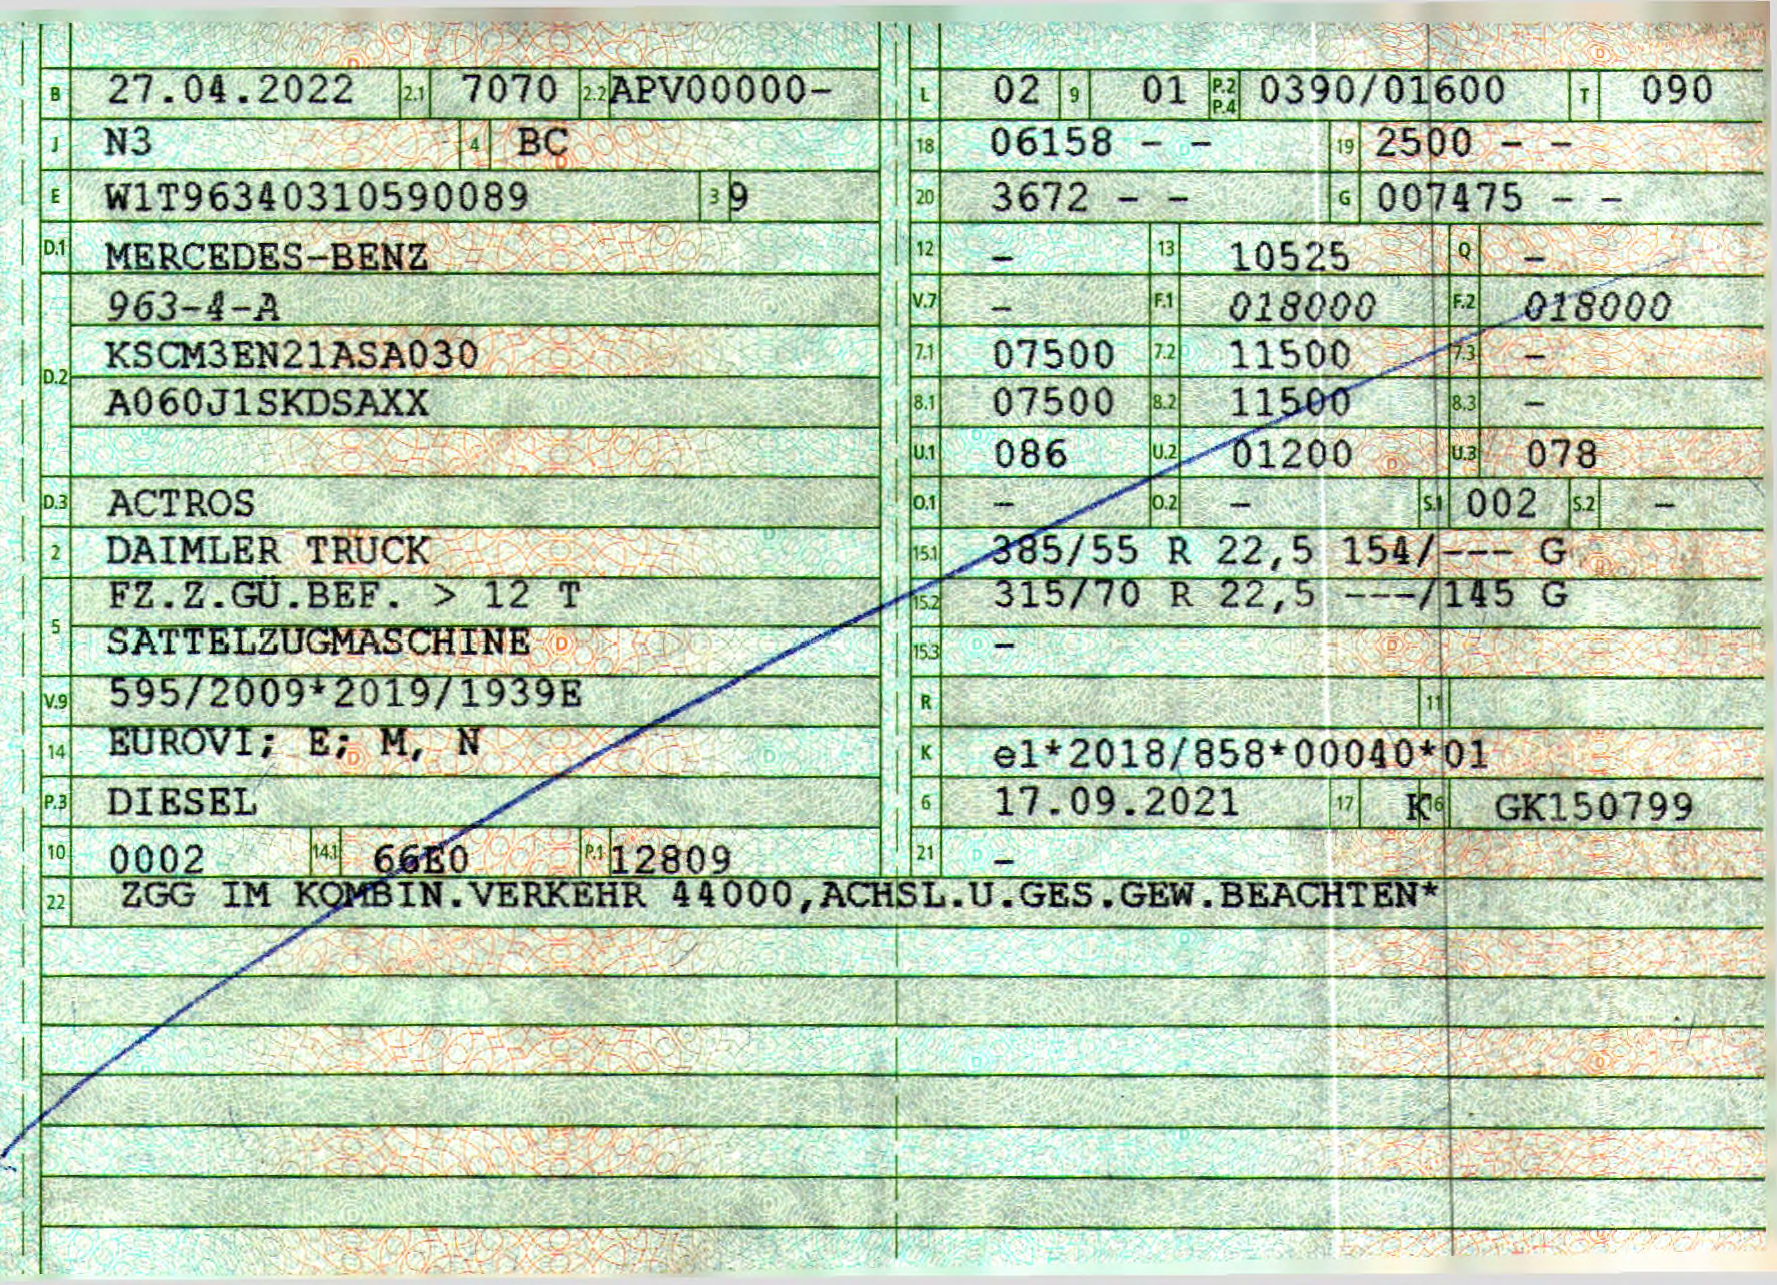 B 27.04.2022 2.1 7070 2.2 APV00000-
J N3 4 BC
E W1T96340310590089 3 9
D.1 MERCEDES-BENZ
963-4-A
D.2 KSCM3EN21ASA030
A060J1SKDSAXX
D.3 ACTROS
2 DAIMLER TRUCK
FZ.Z.GÜ.BEF. > 12 T
5 SATTELZUGMASCHINE
V.9 595/2009*2019/1939E
14 EUROVI; E; M, N
P.3 DIESEL
10 0002 14.1 66E0 P.1 12809
L 02 9 01 P.2 P.4 0390/01600 T 090
18 06158 - - 19 2500 - -
20 3672 - - G 007475 - -
12 - 13 10525 Q -
V.7 - F.1 018000 F.2 018000
7.1 07500 7.2 11500 7.3 -
8.1 07500 8.2 11500 8.3 -
U.1 086 U.2 01200 U.3 078
O.1 - O.2 - S.1 002 S.2 -
15.1 385/55 R 22,5 154/--- G
15.2 315/70 R 22,5 ---/145 G
15.3 -
R 11
K e1*2018/858*00040*01
6 17.09.2021 17 K 16 GK150799
21 -
22 ZGG IM KOMBIN.VERKEHR 44000,ACHSL.U.GES.GEW.BEACHTEN*